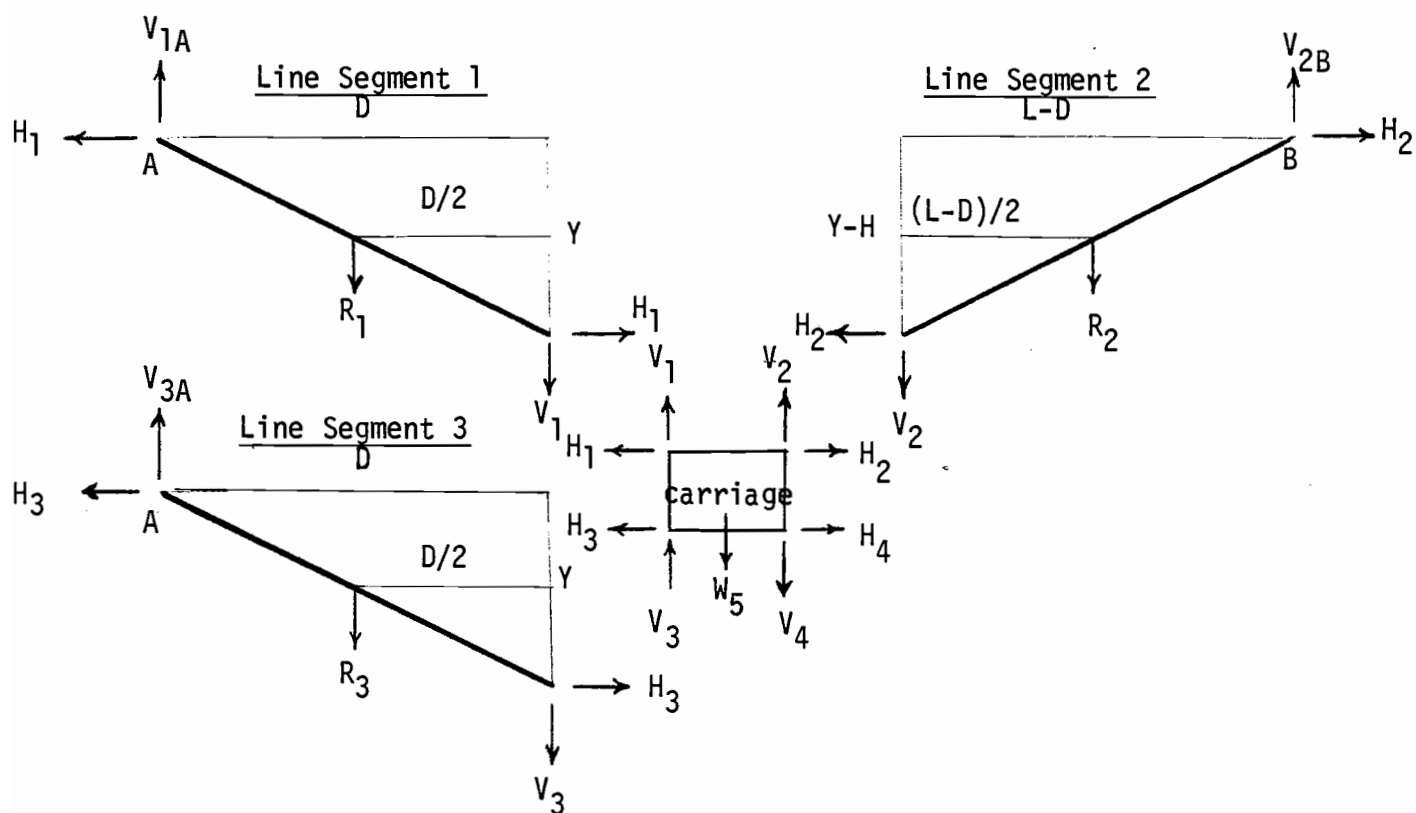 V1A
Line Segment 1
D
H1
A
D/2
Y
R1
H1
V1
Line Segment 2
L-D
V2B
H2
B
Y-H
(L-D)/2
H2
R2
V2
V3A
Line Segment 3
D
H3
A
D/2
Y
R3
H3
V3
V1
V2
H1
H2
carriage
H3
H4
W5
V3
V4